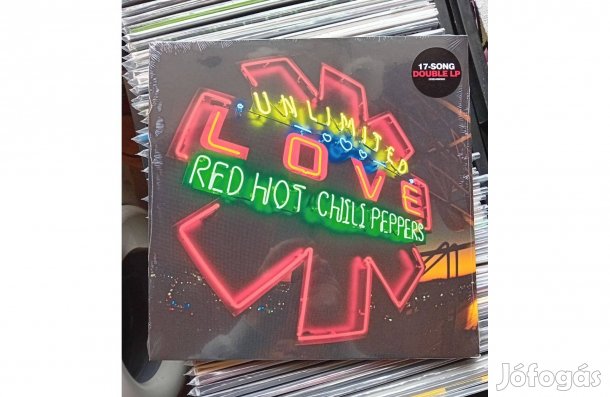 17-SONG
DOUBLE LP
UNLIMITED
LOVE
RED HOT CHILI PEPPERS
Jófogás